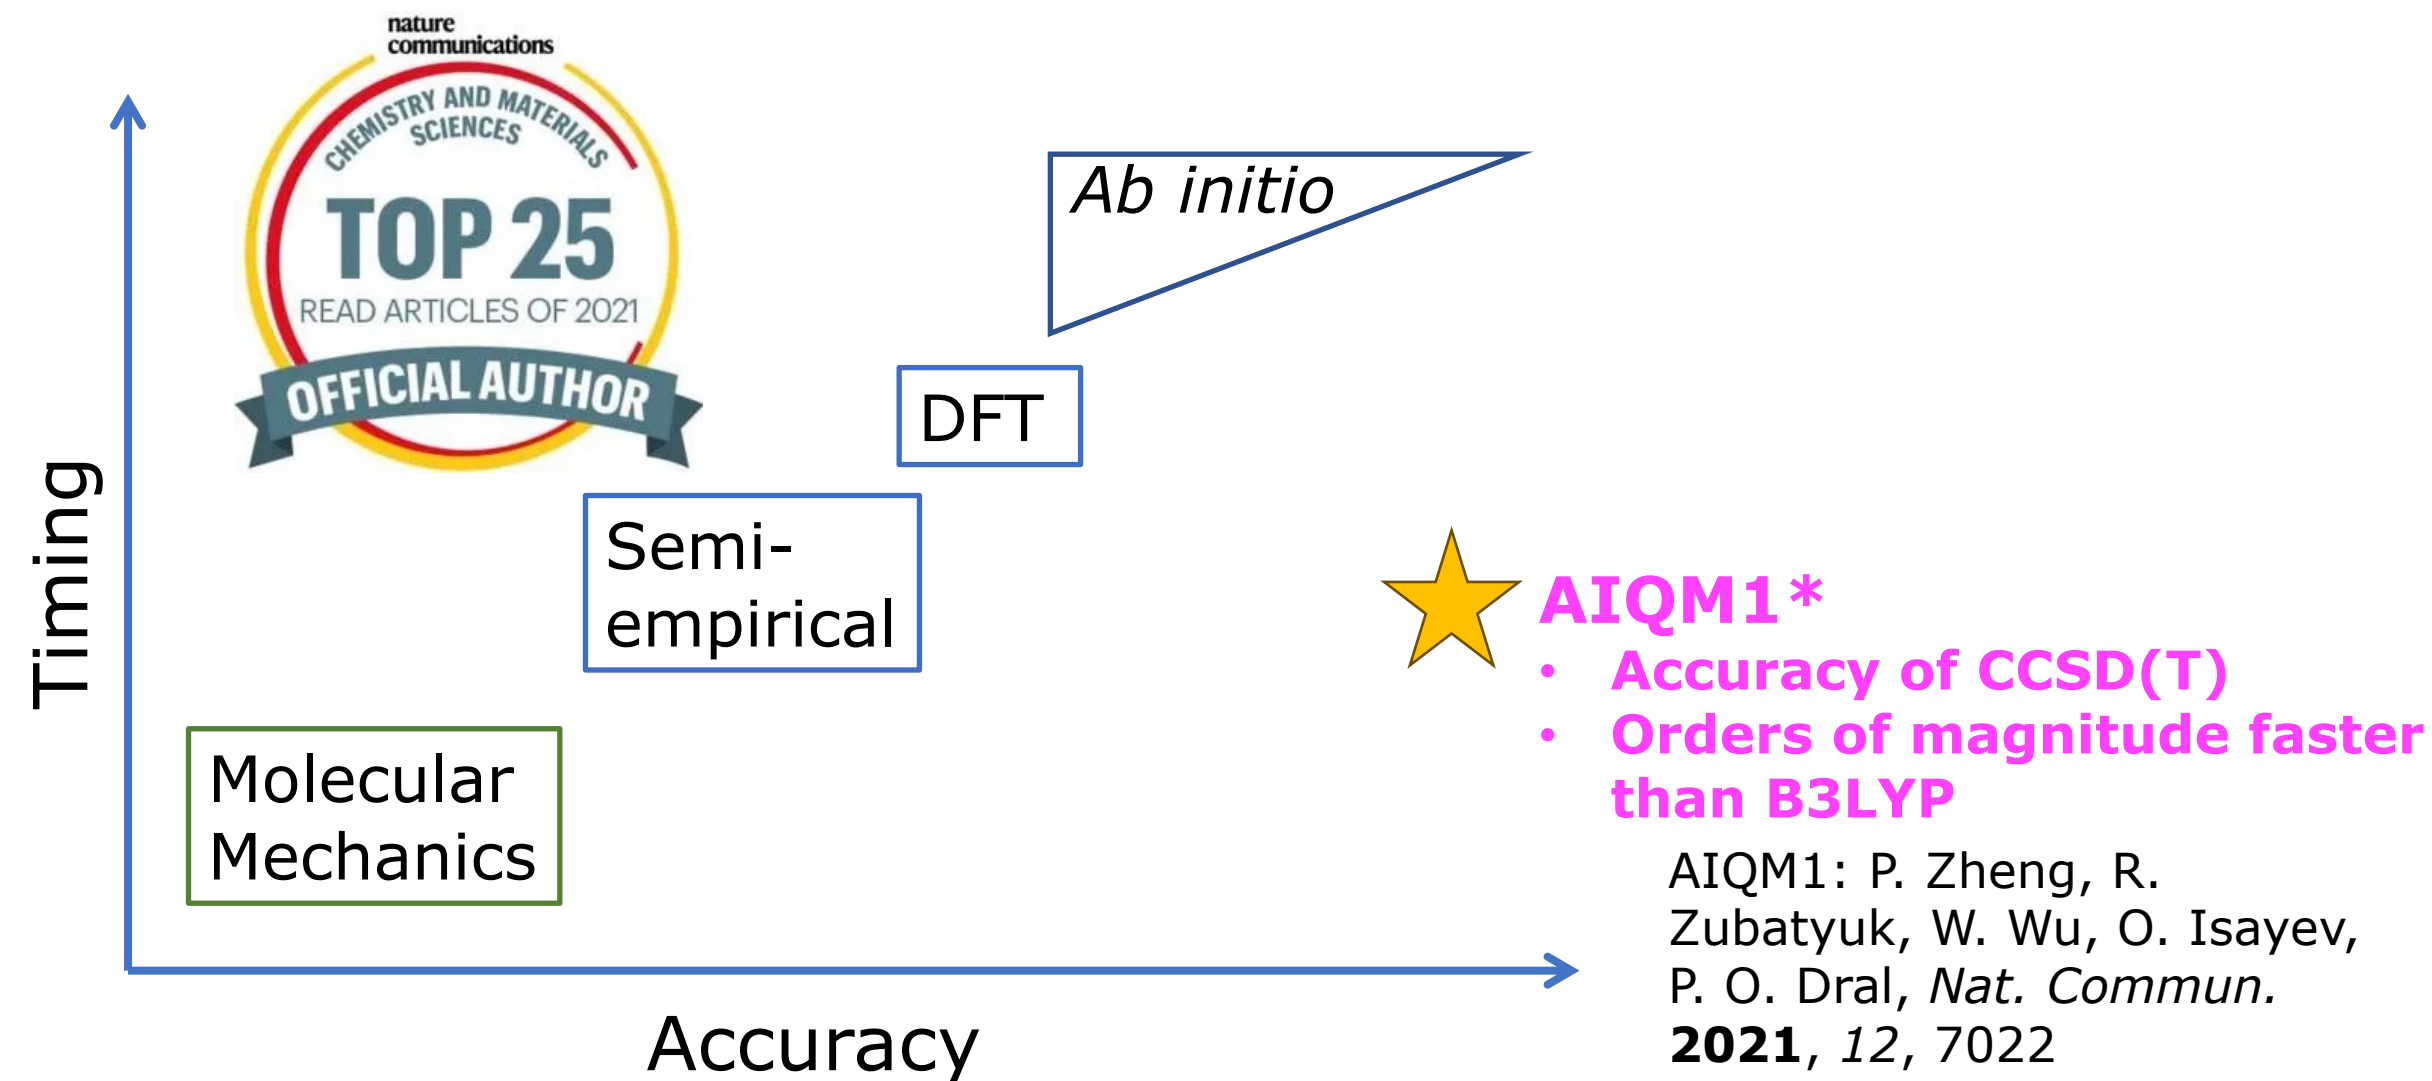 nature
communications
CHEMISTRY AND MATERIALS
SCIENCES
TOP 25
READ ARTICLES OF 2021
OFFICIAL AUTHOR
Ab initio
DFT
Semi-
empirical
Molecular
Mechanics
Timing
Accuracy
AIQM1*
• Accuracy of CCSD(T)
• Orders of magnitude faster
than B3LYP
AIQM1: P. Zheng, R.
Zubatyuk, W. Wu, O. Isayev,
P. O. Dral, Nat. Commun.
2021, 12, 7022